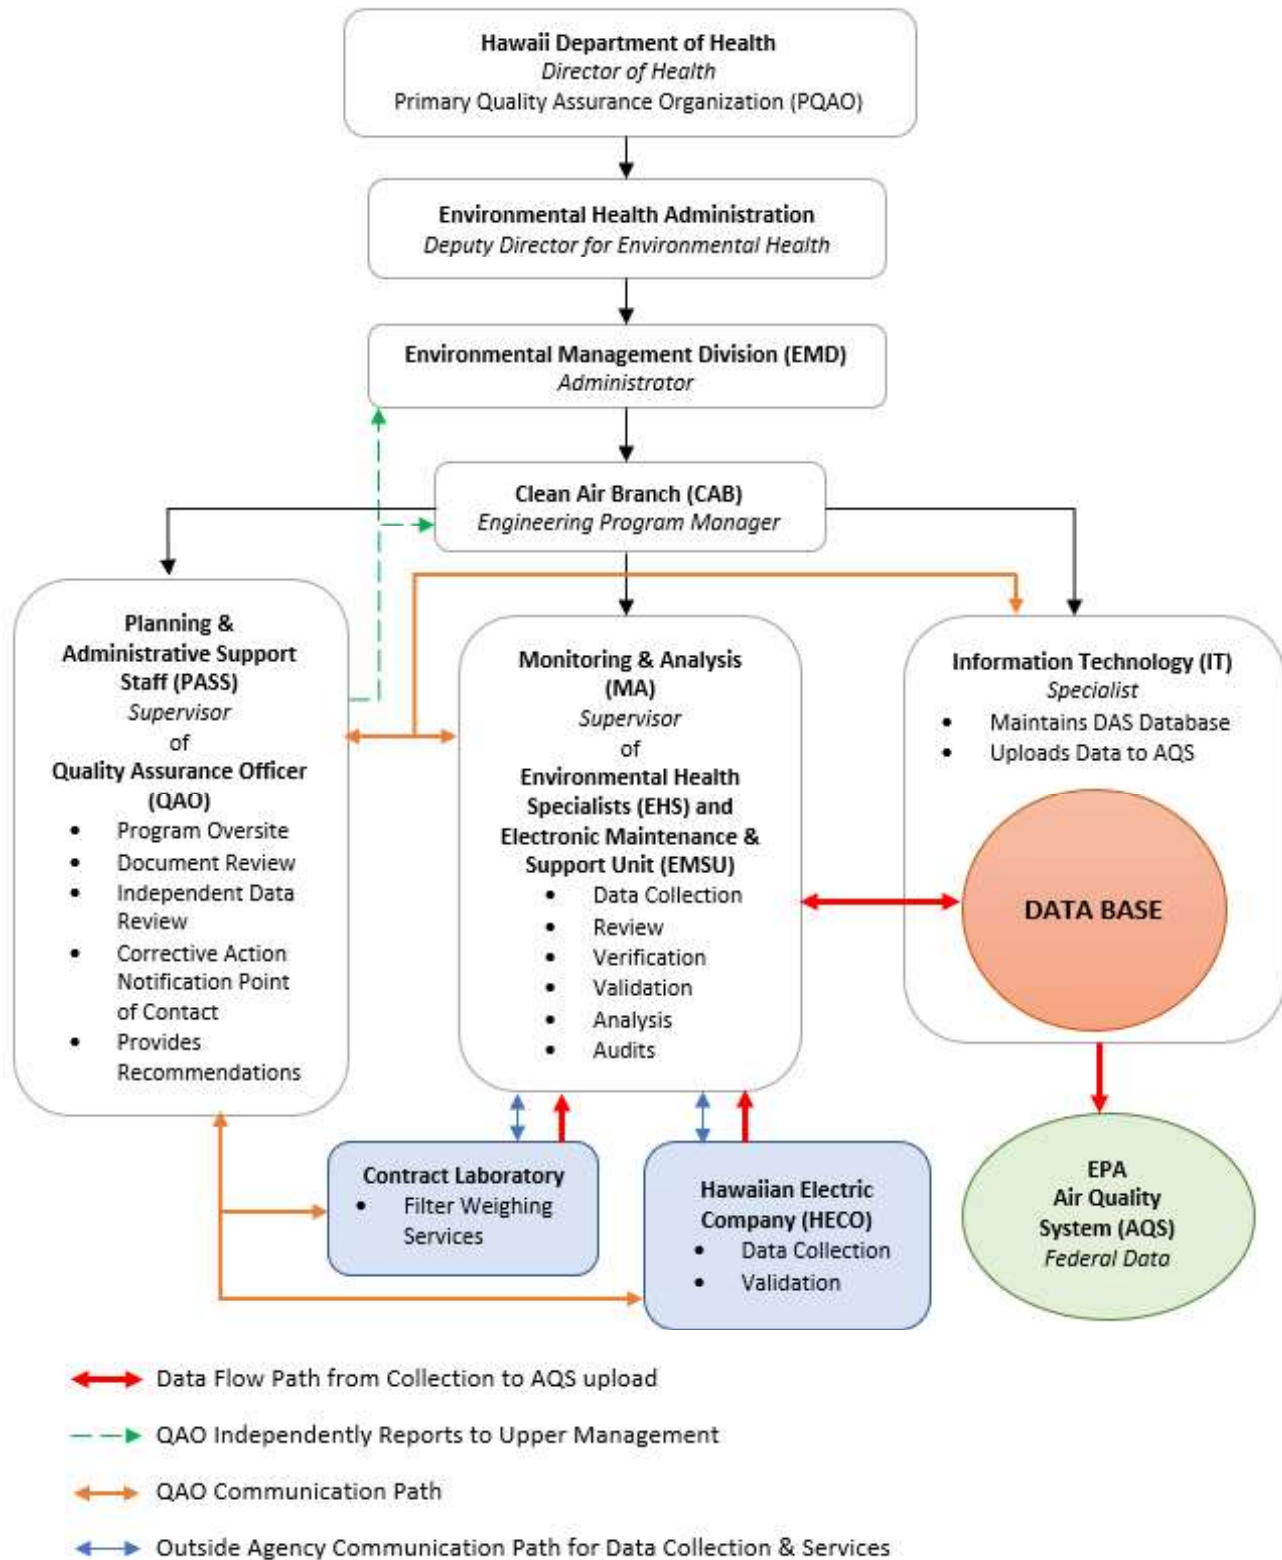 Hawaii Department of Health
Director of Health
Primary Quality Assurance Organization (PQAO)
Environmental Health Administration
Deputy Director for Environmental Health
Environmental Management Division (EMD)
Administrator
Clean Air Branch (CAB)
Engineering Program Manager
Planning &
Administrative Support
Staff (PASS)
Supervisor
of
Quality Assurance Officer
(QAO)
• Program Oversite
• Document Review
• Independent Data
Review
• Corrective Action
Notification Point
of Contact
• Provides
Recommendations
Monitoring & Analysis
(MA)
Supervisor
of
Environmental Health
Specialists (EHS) and
Electronic Maintenance &
Support Unit (EMSU)
• Data Collection
• Review
• Verification
• Validation
• Analysis
• Audits
Information Technology (IT)
Specialist
• Maintains DAS Database
• Uploads Data to AQS
DATA BASE
Contract Laboratory
• Filter Weighing
Services
Hawaiian Electric
Company (HECO)
• Data Collection
• Validation
EPA
Air Quality
System (AQS)
Federal Data
Data Flow Path from Collection to AQS upload
QAO Independently Reports to Upper Management
QAO Communication Path
Outside Agency Communication Path for Data Collection & Services